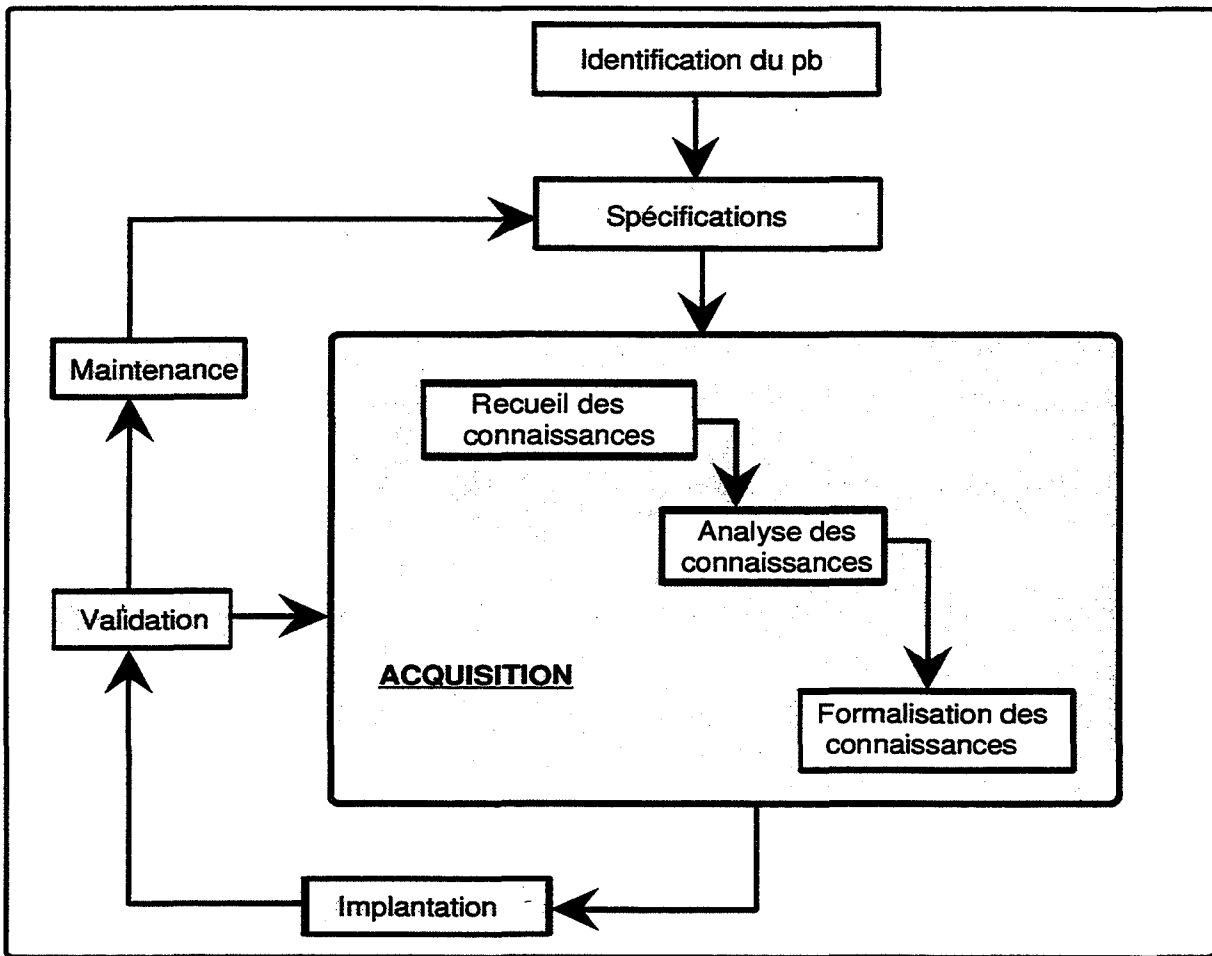 Identification du pb
Spécifications
Maintenance
Recueil des
connaissances
Analyse des
connaissances
Validation
ACQUISITION
Formalisation des
connaissances
Implantation